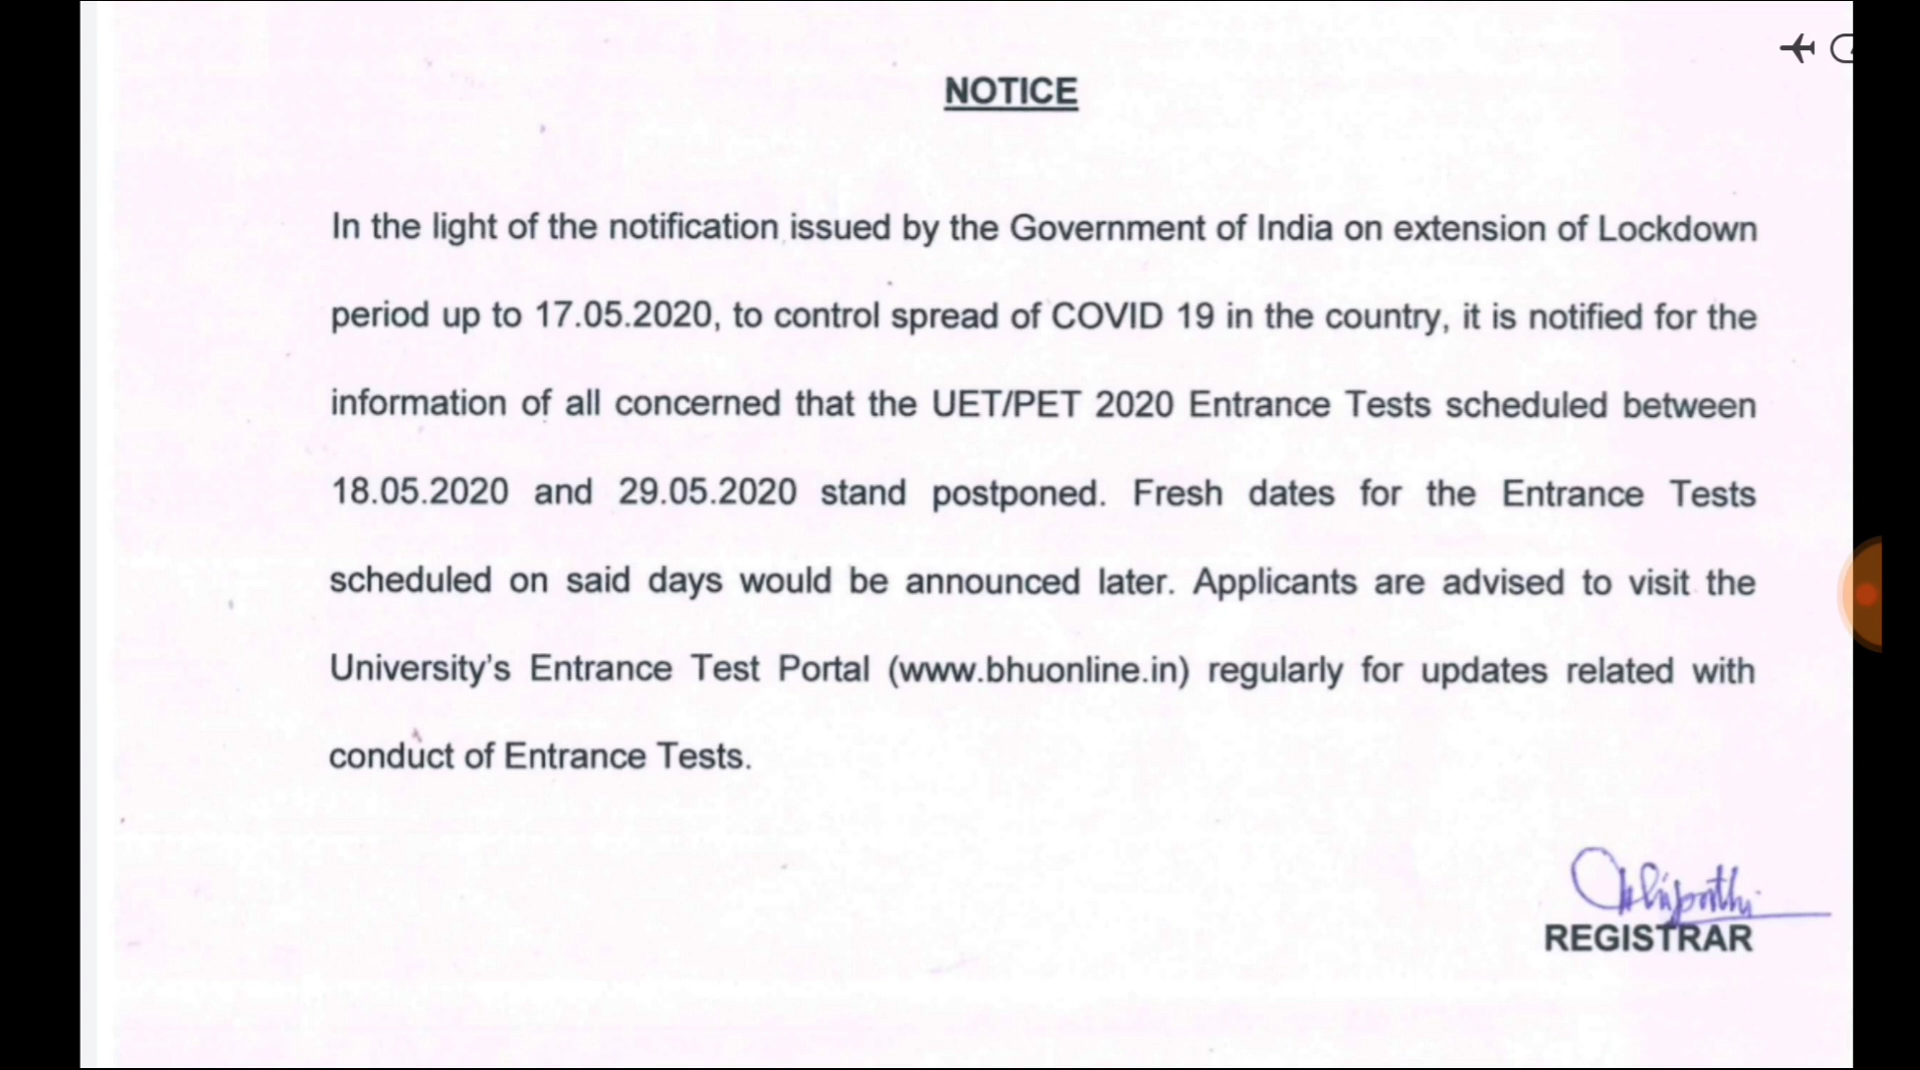 NOTICE
In the light of the notification issued by the Government of India on extension of Lockdown
period up to 17.05.2020, to control spread of COVID 19 in the country, it is notified for the
information of all concerned that the UET/PET 2020 Entrance Tests scheduled between
18.05.2020 and 29.05.2020 stand postponed. Fresh dates for the Entrance Tests
scheduled on said days would be announced later. Applicants are advised to visit the
University's Entrance Test Portal (www.bhuonline.in) regularly for updates related with
conduct of Entrance Tests.
REGISTRAR